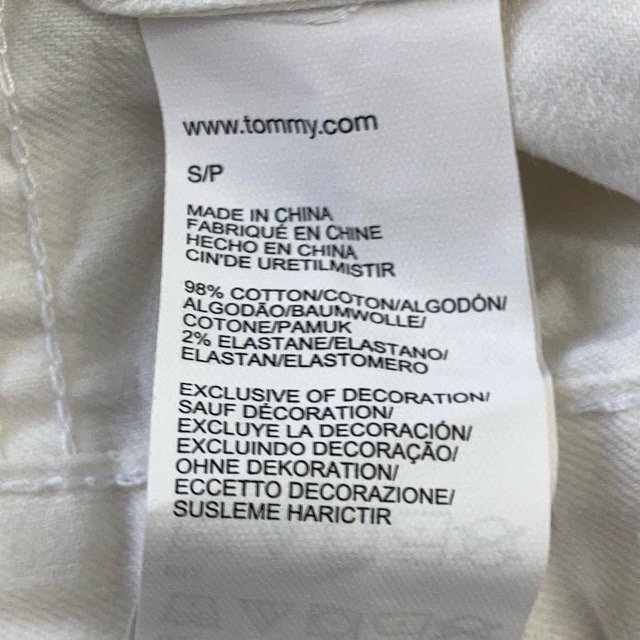 www.tommy.com
S/P
MADE IN CHINA
FABRIQUÉ EN CHINE
HECHO EN CHINA
CIN'DE URETILMISTIR
98% COTTON/COTON/ALGODÓN/
ALGODÃO/BAUMWOLLE/
COTONE/PAMUK
2% ELASTANE/ELASTANO/
ELASTAN/ELASTOMERO
EXCLUSIVE OF DECORATION/
SAUF DÉCORATION/
EXCLUYE LA DECORACIÓN/
EXCLUINDO DECORAÇÃO/
OHNE DEKORATION/
ECCETTO DECORAZIONE/
SUSLEME HARICTIR